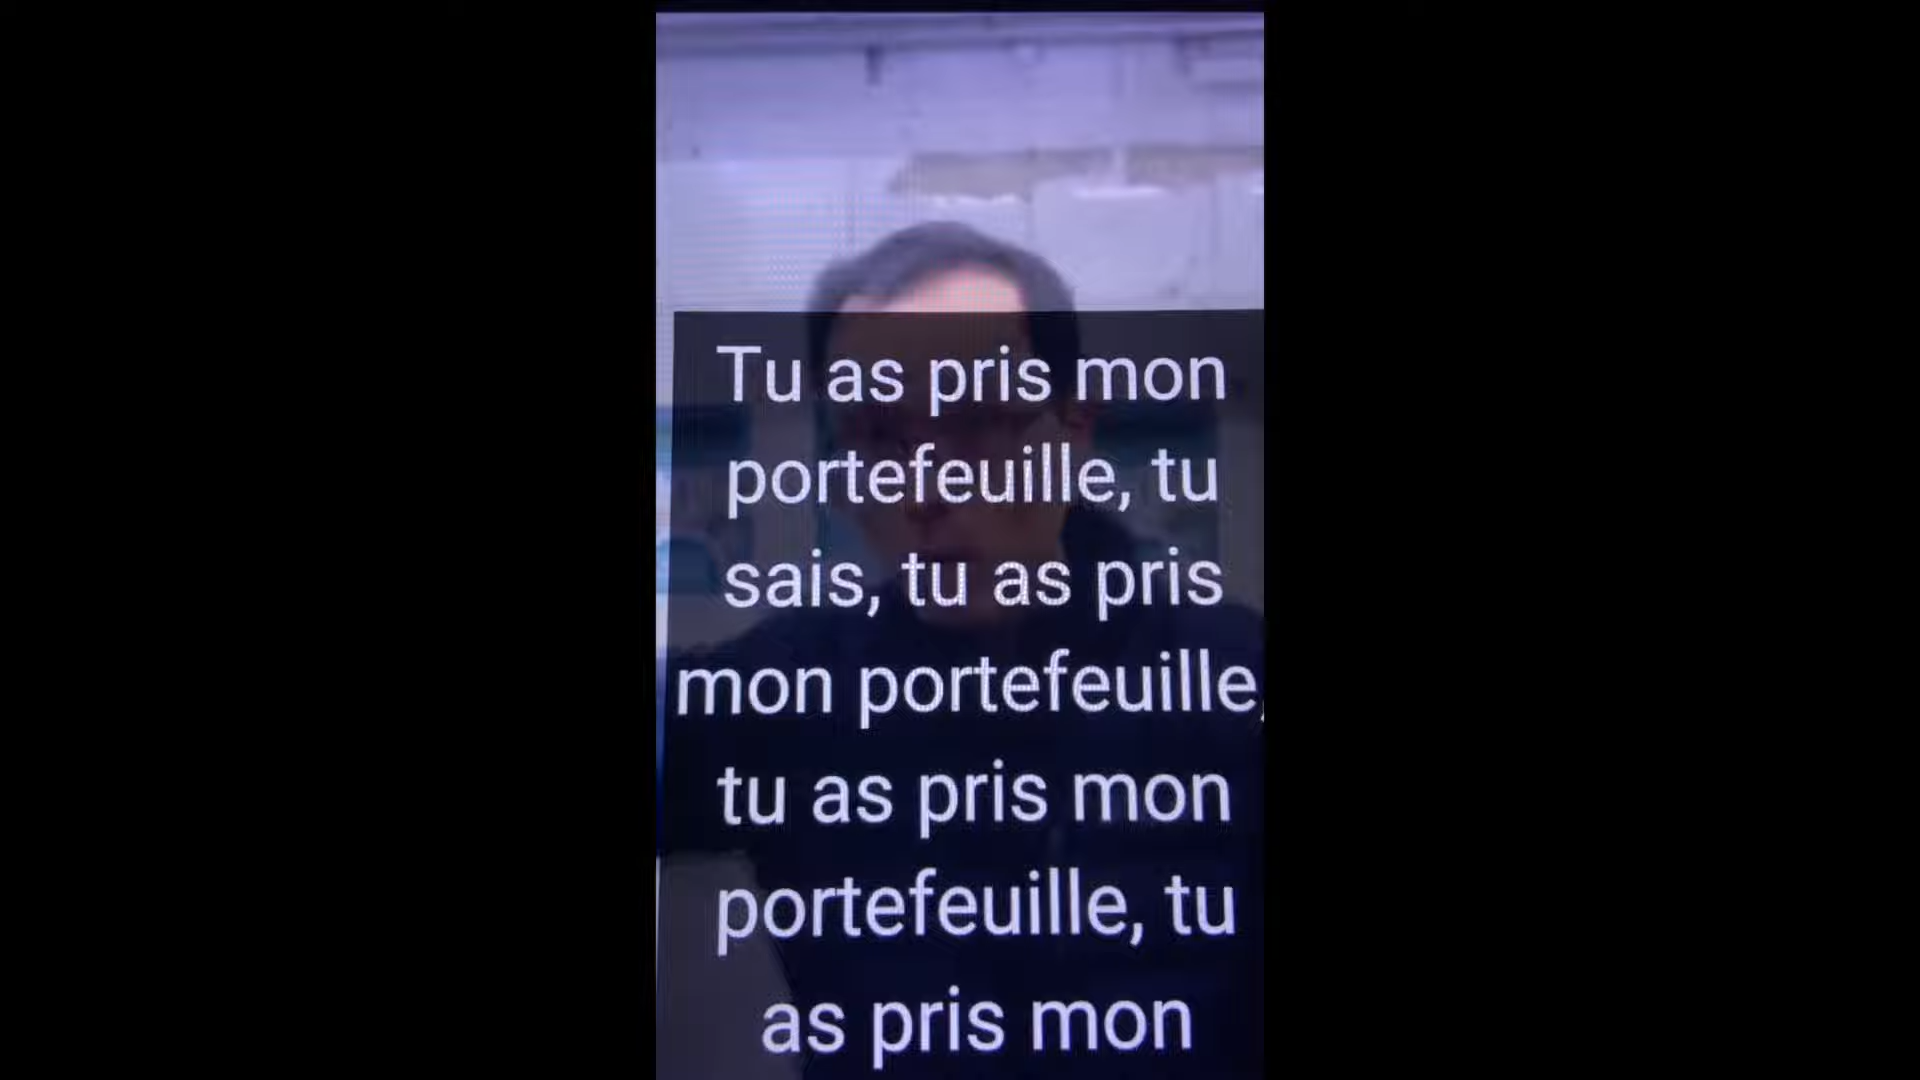 Tu as pris mon
portefeuille, tu
sais, tu as pris
mon portefeuille,
tu as pris mon
portefeuille, tu
as pris mon